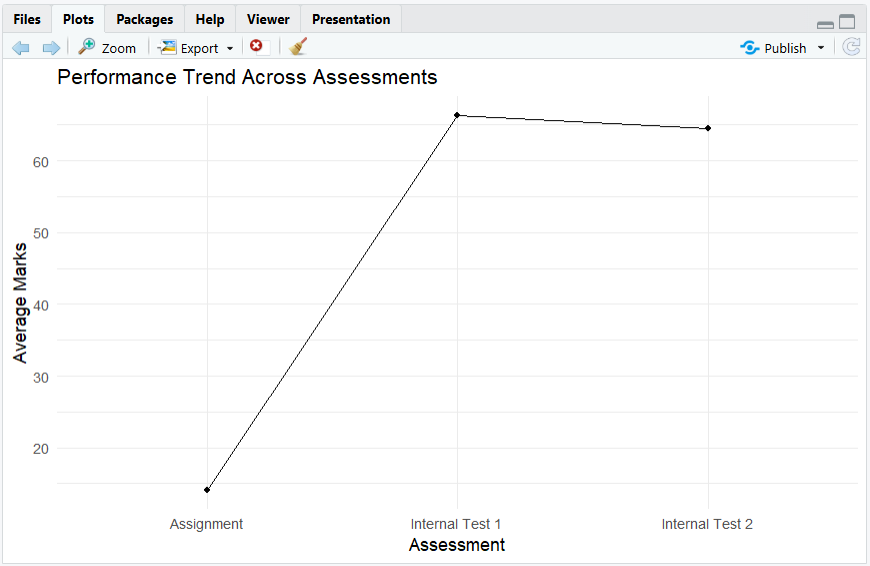 Files Plots Packages Help Viewer Presentation
Zoom Export Publish
Performance Trend Across Assessments
60
50
40
30
20
Average Marks
Assignment Internal Test 1 Internal Test 2
Assessment